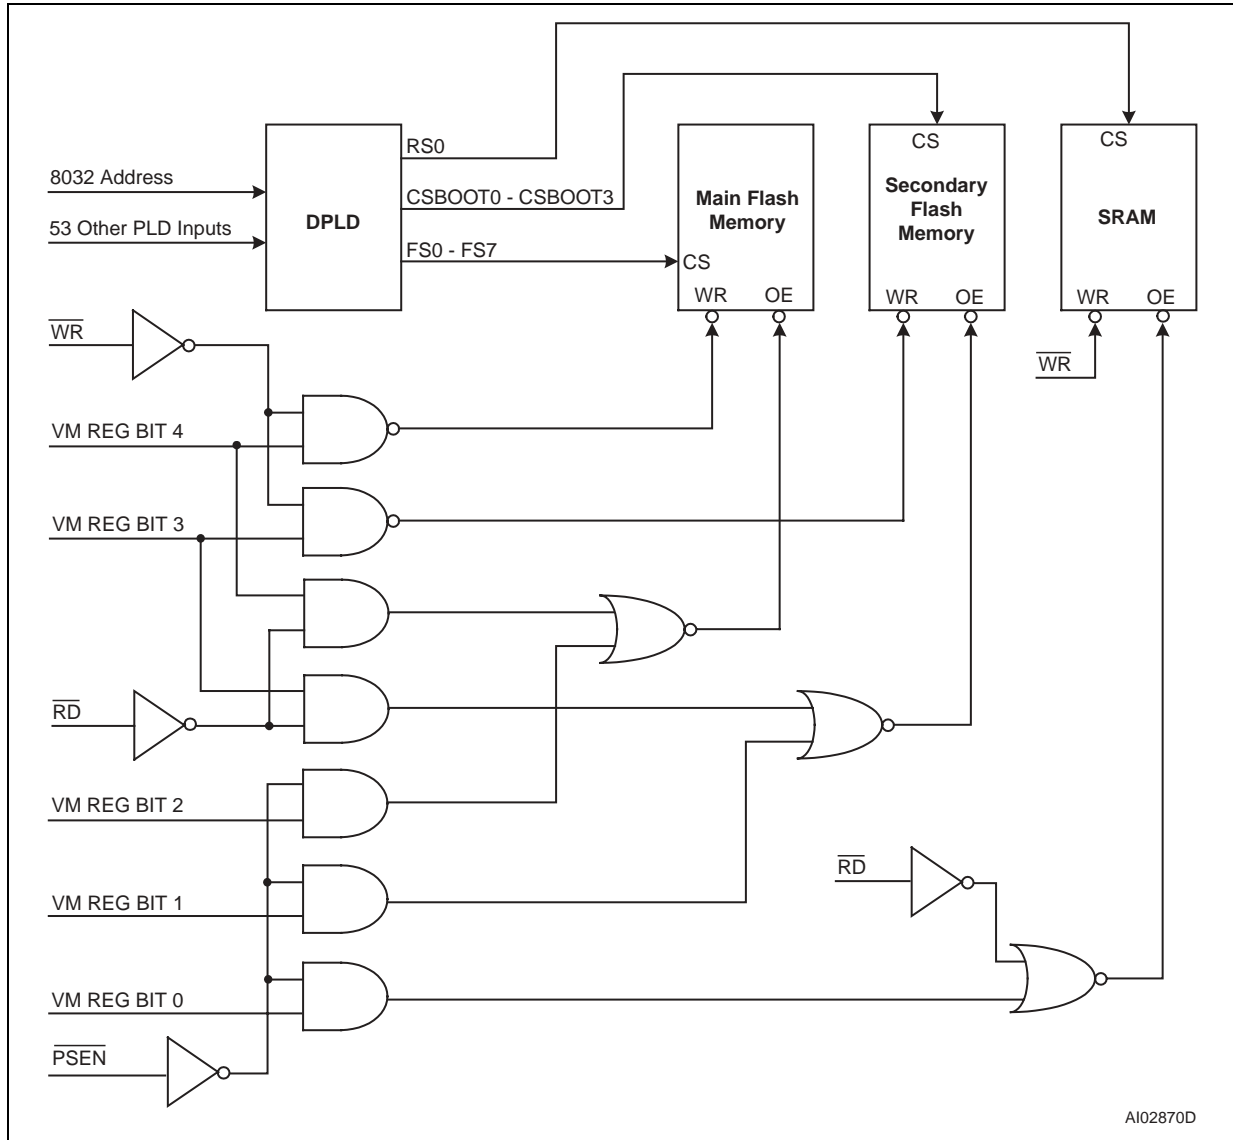 RS0
8032 Address
CSBOOT0 - CSBOOT3
53 Other PLD Inputs
DPLD
FS0 - FS7
CS
Main Flash
Memory
WR OE
CS
Secondary
Flash
Memory
WR OE
CS
SRAM
WR OE
WR
WR
VM REG BIT 4
VM REG BIT 3
RD
VM REG BIT 2
VM REG BIT 1
RD
VM REG BIT 0
PSEN
AI02870D